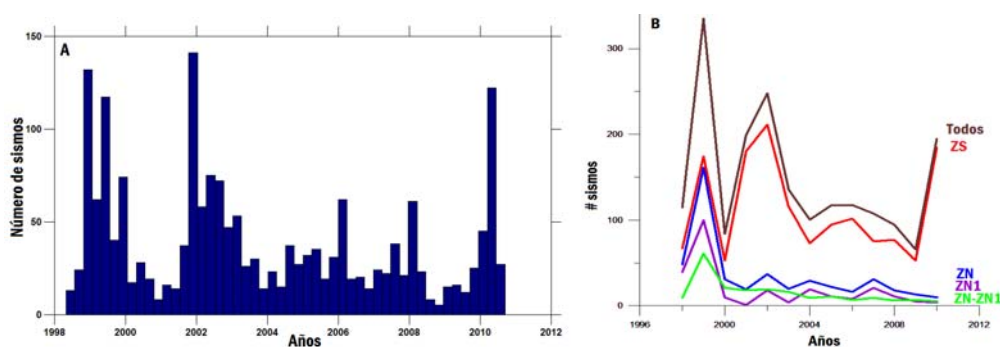 A
150
100
50
0
Número de sismos
1998 2000 2002 2004 2006 2008 2010 2012
Años
B
300
200
100
0
# sismos
1996 2000 2004 2008 2012
Años
Todos
ZS
ZN
ZN1
ZN-ZN1